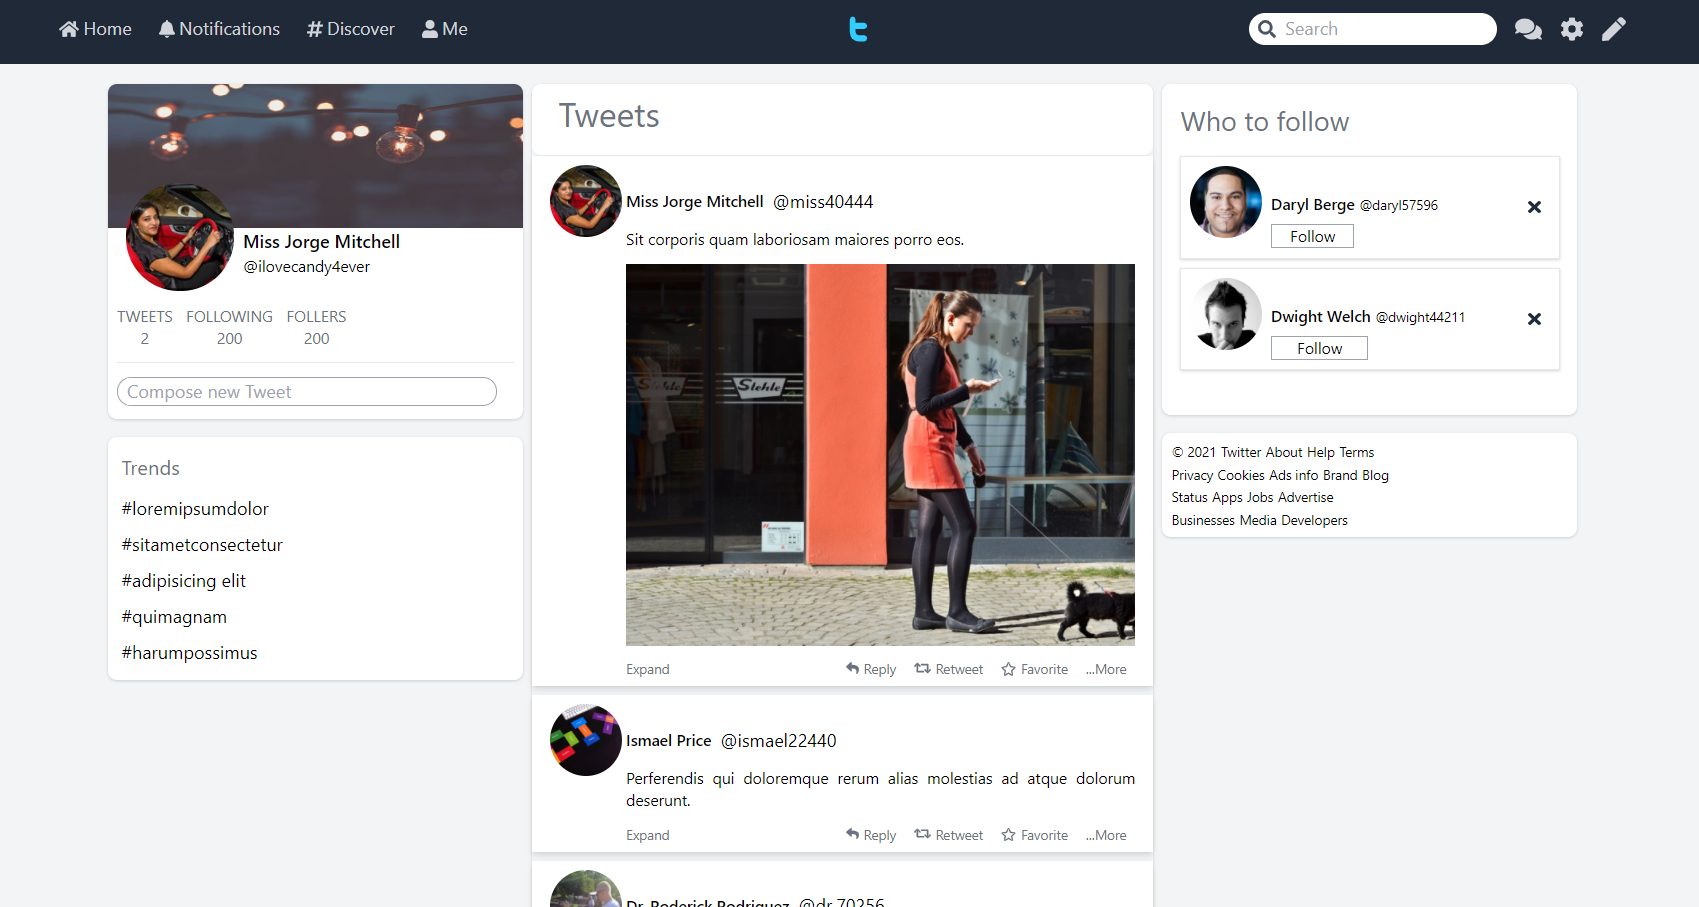 Home Notifications # Discover Me
Search
Miss Jorge Mitchell
@ilovecandy4ever
TWEETS FOLLOWING FOLLERS
2 200 200
Compose new Tweet
Trends
#loremipsumdolor
#sitametconsectetur
#adipisicing elit
#quimagnam
#harumpossimus
Tweets
Miss Jorge Mitchell @miss40444
Sit corporis quam laboriosam maiores porro eos.
Stehle
Stehle
Expand Reply Retweet Favorite ...More
Ismael Price @ismael22440
Perferendis qui doloremque rerum alias molestias ad atque dolorum
deserunt.
Expand Reply Retweet Favorite ...More
Dr. Roderick Rodriguez @dr.70256
Who to follow
Daryl Berge @daryl57596
Follow
Dwight Welch @dwight44211
Follow
© 2021 Twitter About Help Terms
Privacy Cookies Ads info Brand Blog
Status Apps Jobs Advertise
Businesses Media Developers